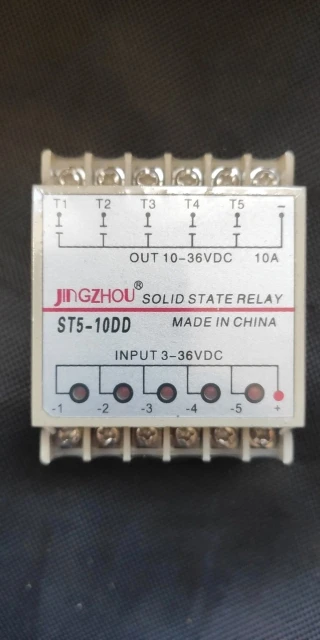 T1 T2 T3 T4 T5 −
OUT 10-36VDC 10A
JINGZHOU® SOLID STATE RELAY
ST5-10DD MADE IN CHINA
INPUT 3-36VDC
-1 -2 -3 -4 -5 +